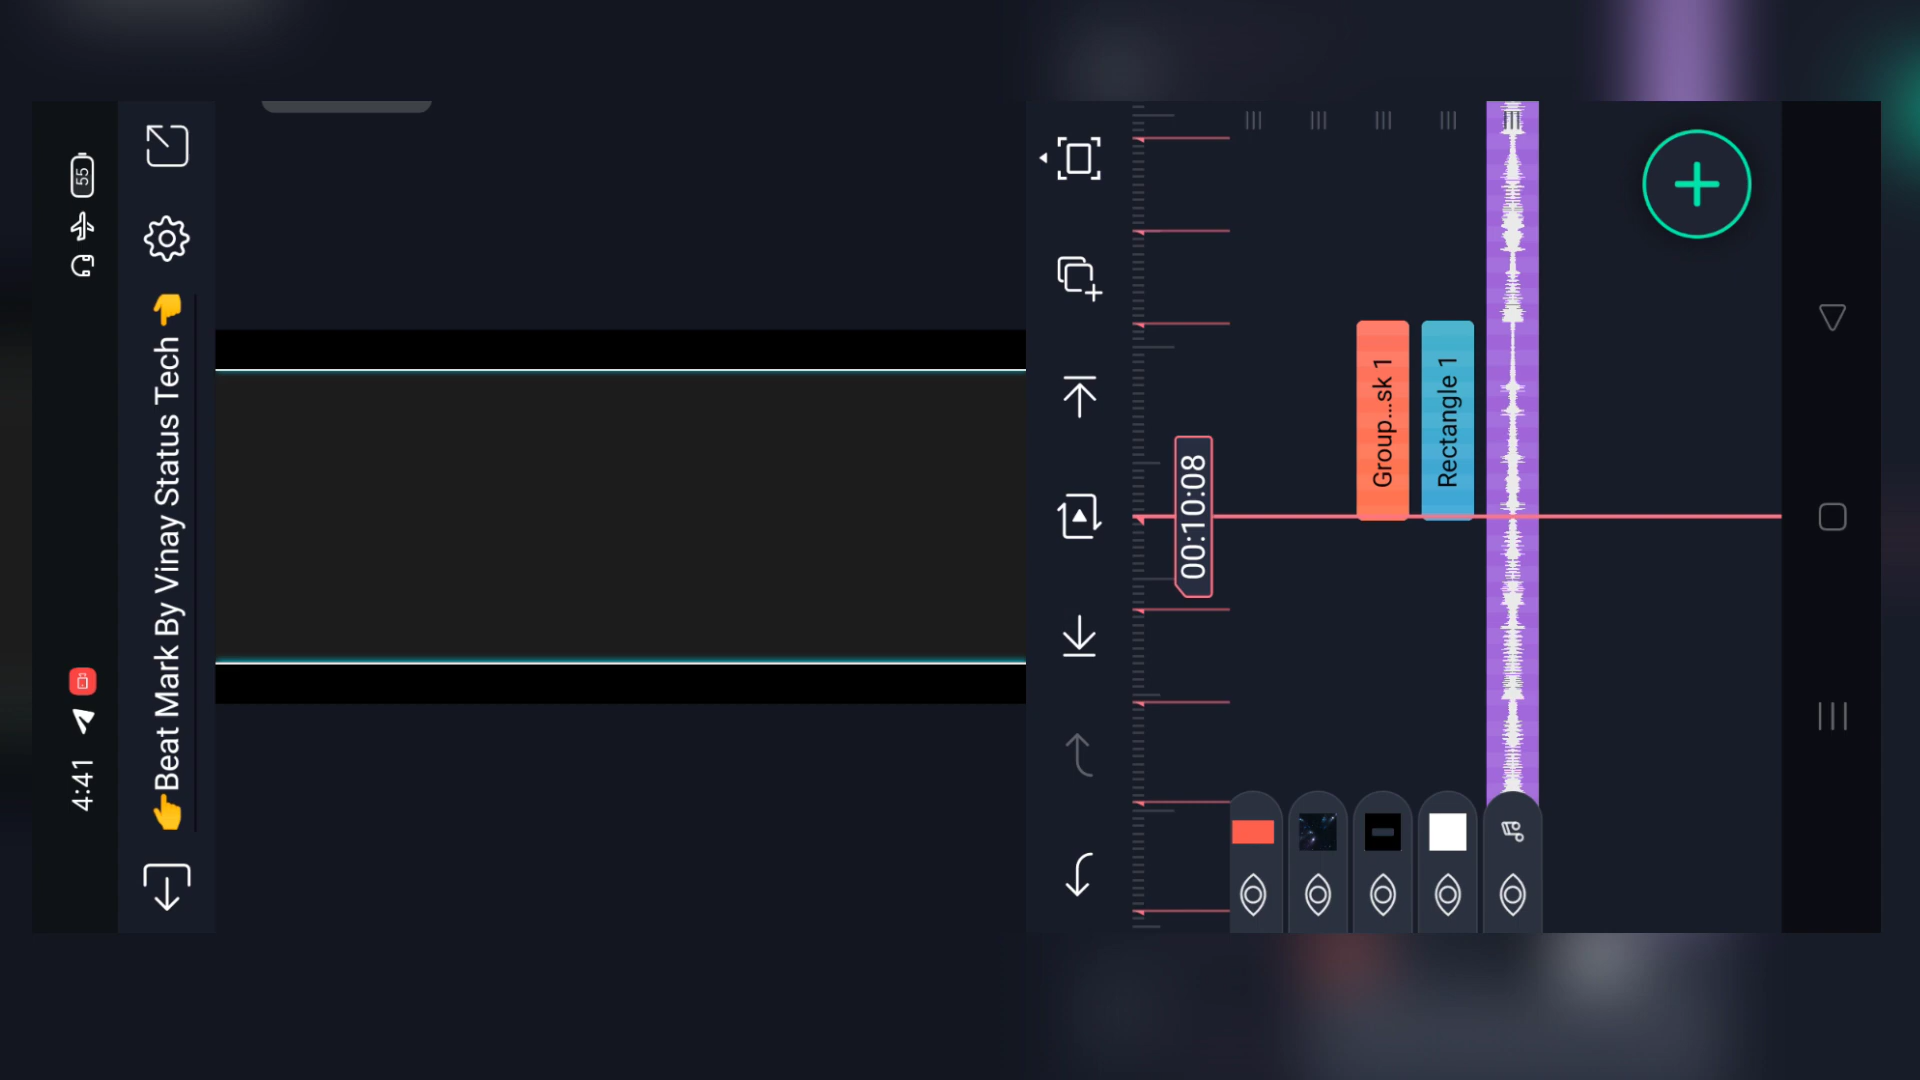 4:41
55
👉Beat Mark By Vinay Status Tech 👈
00:10:08
Group...sk 1
Rectangle 1